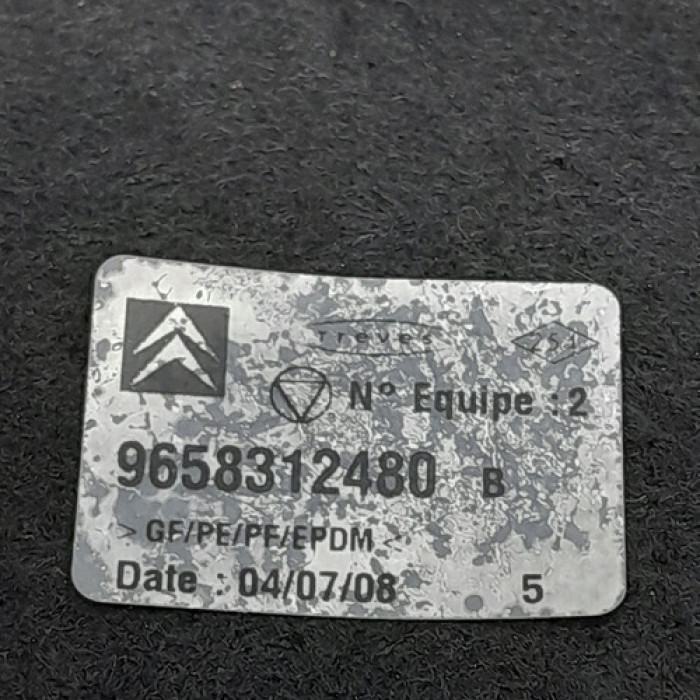 Treves
N° Equipe : 2
9658312480 B
> GF/PE/PF/EPDM <
Date : 04/07/08 5